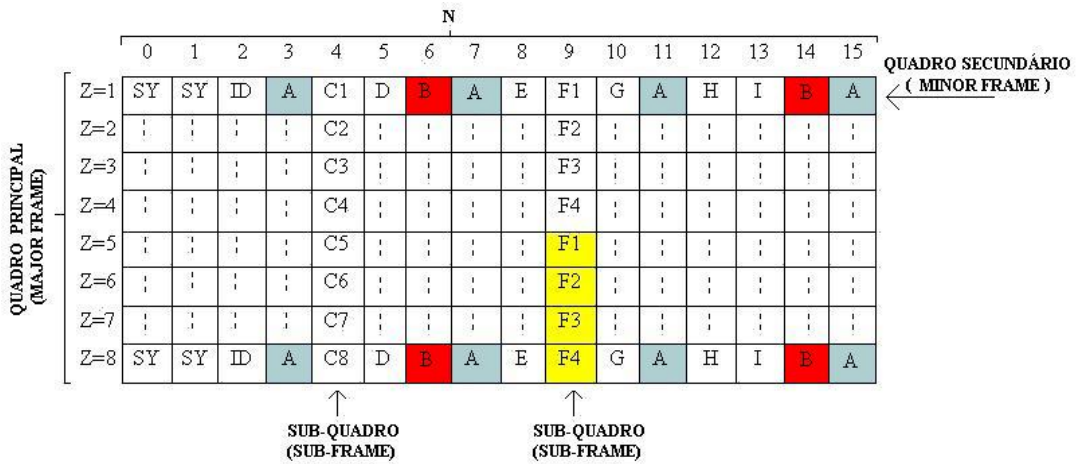 N
0 1 2 3 4 5 6 7 8 9 10 11 12 13 14 15
QUADRO SECUNDÁRIO
( MINOR FRAME )
QUADRO PRINCIPAL
(MAJOR FRAME)
Z=1 SY SY ID A C1 D B A E F1 G A H I B A
Z=2 C2 F2
Z=3 C3 F3
Z=4 C4 F4
Z=5 C5 F1
Z=6 C6 F2
Z=7 C7 F3
Z=8 SY SY ID A C8 D B A E F4 G A H I B A
SUB-QUADRO
(SUB-FRAME)
SUB-QUADRO
(SUB-FRAME)